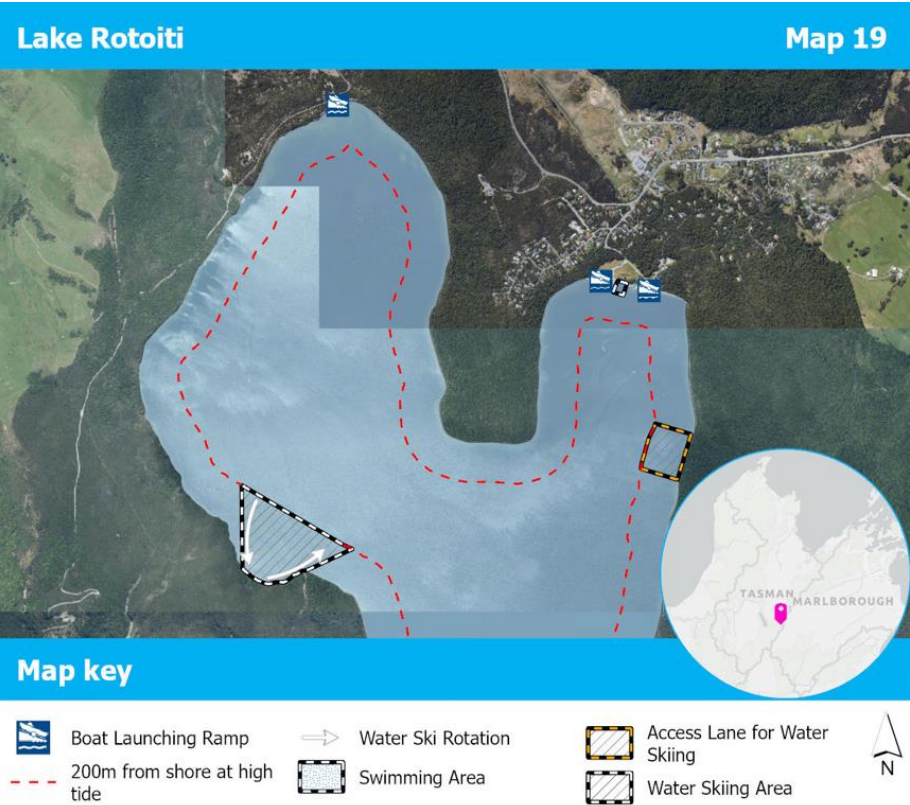 Lake Rotoiti
Map 19
TASMAN
MARLBOROUGH
Map key
Boat Launching Ramp
200m from shore at high
tide
Water Ski Rotation
Swimming Area
Access Lane for Water
Skiing
Water Skiing Area
N